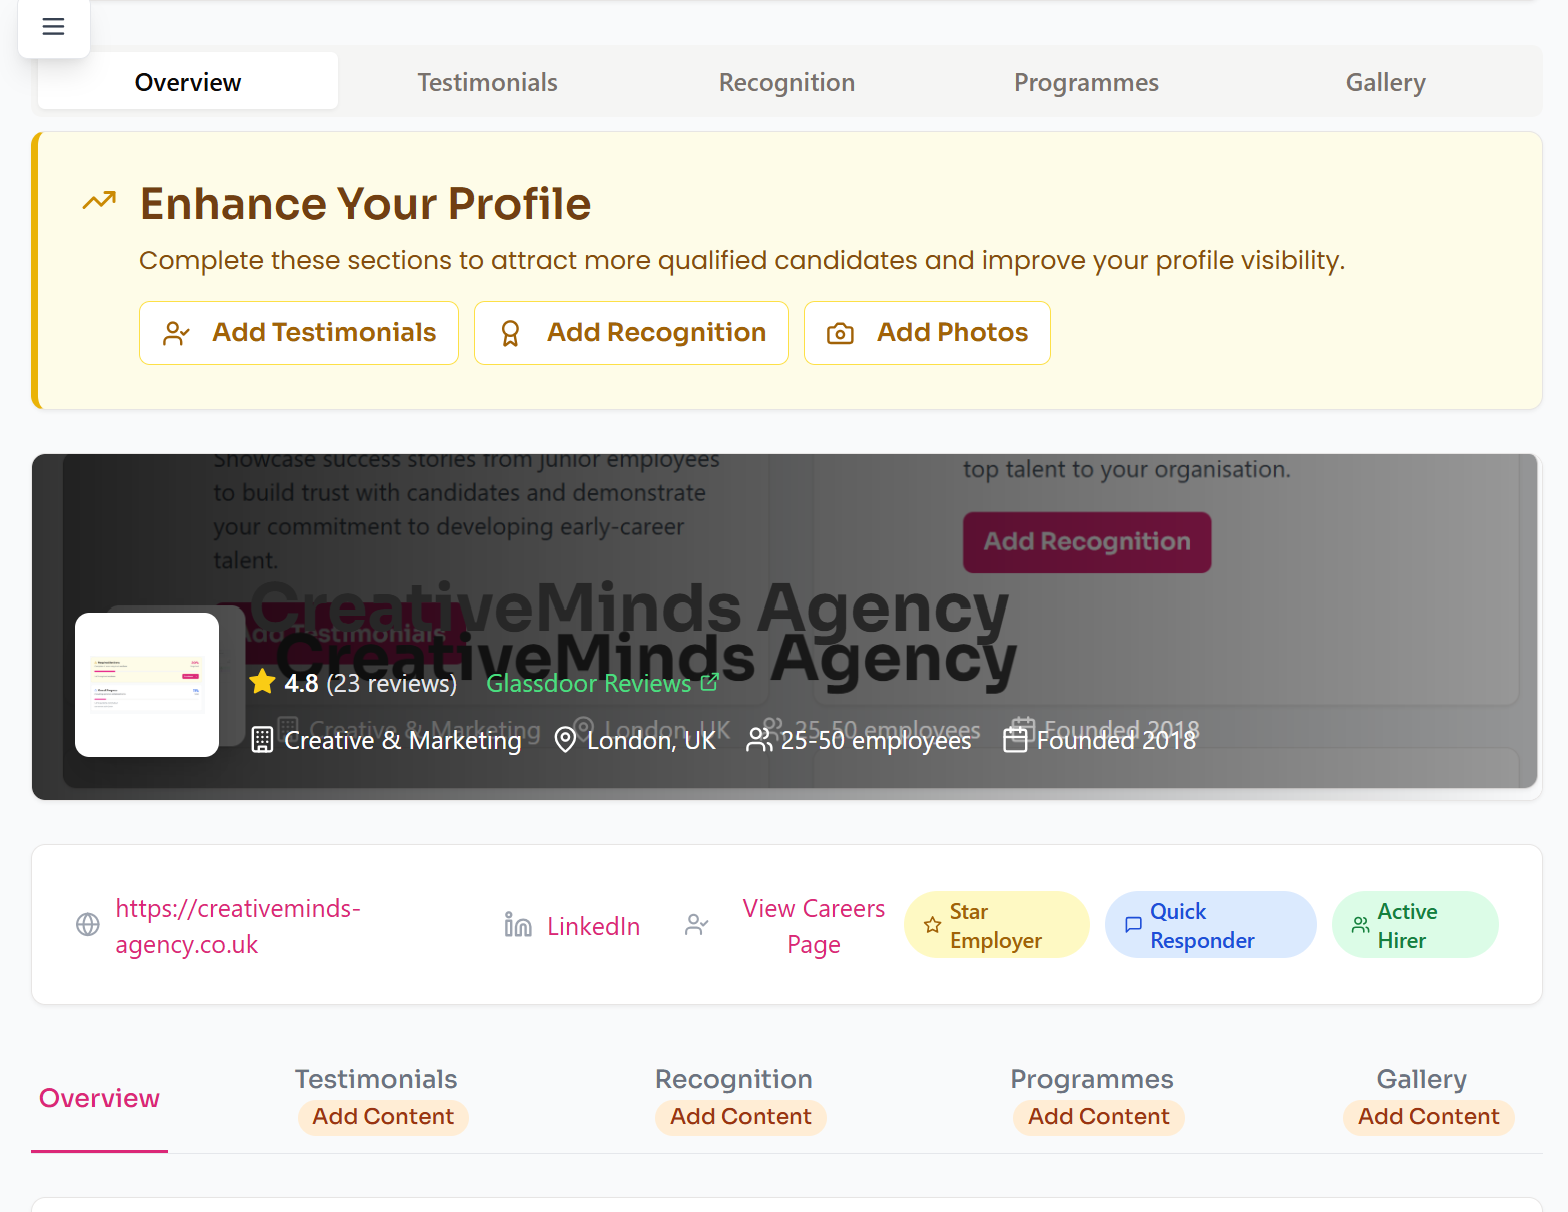 Overview
Testimonials
Recognition
Programmes
Gallery
Enhance Your Profile
Complete these sections to attract more qualified candidates and improve your profile visibility.
Add Testimonials
Add Recognition
Add Photos
Showcase success stories from junior employees
to build trust with candidates and demonstrate
your commitment to developing early-career
talent.
Add Testimonials
top talent to your organisation.
Add Recognition
CreativeMinds Agency
CreativeMinds Agency
4.8 (23 reviews)
Glassdoor Reviews
Creative & Marketing
London, UK
25-50 employees
Founded 2018
Creative & Marketing
London, UK
25-50 employees
Founded 2018
https://creativeminds-
agency.co.uk
LinkedIn
View Careers
Page
Star
Employer
Quick
Responder
Active
Hirer
Overview
Testimonials
Add Content
Recognition
Add Content
Programmes
Add Content
Gallery
Add Content